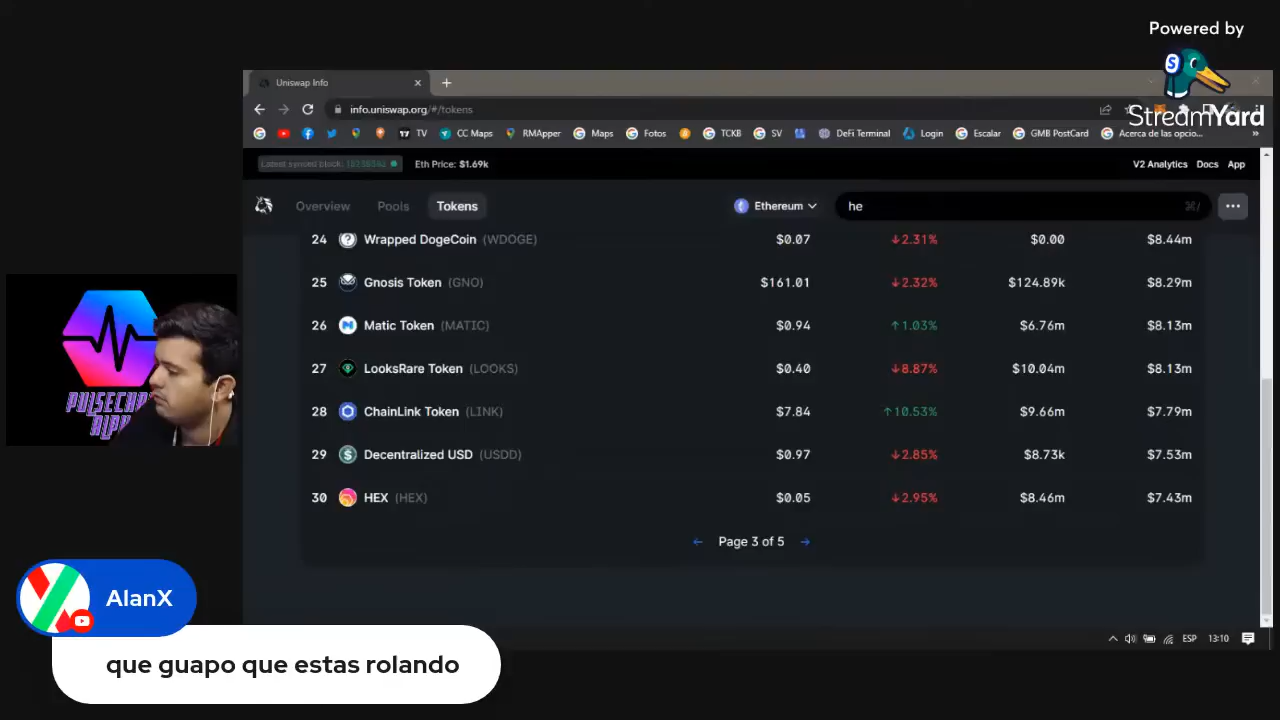 Powered by
StreamYard
Uniswap Info
info.uniswap.org/#/tokens
TV CC Maps RMApper Maps Fotos TCKB SV DeFi Terminal Login Escalar GMB PostCard Acerca de las opcio... »
Latest synced block:
Eth Price: $1.69k
V2 Analytics Docs App
Overview Pools Tokens Ethereum he ⌘/ ...
24 Wrapped DogeCoin (WDOGE) $0.07 ↓2.31% $0.00 $8.44m
25 Gnosis Token (GNO) $161.01 ↓2.32% $124.89k $8.29m
26 Matic Token (MATIC) $0.94 ↑1.03% $6.76m $8.13m
27 LooksRare Token (LOOKS) $0.40 ↓8.87% $10.04m $8.13m
28 ChainLink Token (LINK) $7.84 ↑10.53% $9.66m $7.79m
29 Decentralized USD (USDD) $0.97 ↓2.85% $8.73k $7.53m
30 HEX (HEX) $0.05 ↓2.95% $8.46m $7.43m
← Page 3 of 5 →
AlanX
que guapo que estas rolando
ESP 13:10